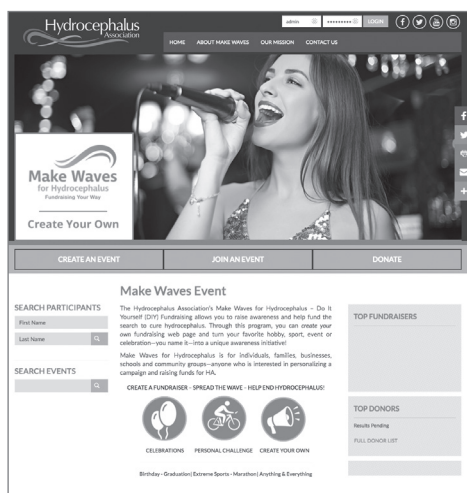 Hydrocephalus
Association
admin
LOGIN
HOME ABOUT MAKE WAVES OUR MISSION CONTACT US
Make Waves
for Hydrocephalus
Fundraising Your Way
Create Your Own
CREATE AN EVENT JOIN AN EVENT DONATE
Make Waves Event
SEARCH PARTICIPANTS
First Name
Last Name
SEARCH EVENTS
The Hydrocephalus Association's Make Waves for Hydrocephalus – Do It
Yourself (DIY) Fundraising allows you to raise awareness and help fund the
search to cure hydrocephalus. Through this program, you can create your
own fundraising web page and turn your favorite hobby, sport, event or
celebration—you name it—into a unique awareness initiative!
Make Waves for Hydrocephalus is for individuals, families, businesses,
schools and community groups—anyone who is interested in personalizing a
campaign and raising funds for HA.
CREATE A FUNDRAISER - SPREAD THE WAVE - HELP END HYDROCEPHALUS!
CELEBRATIONS PERSONAL CHALLENGE CREATE YOUR OWN
Birthday - Graduation| Extreme Sports - Marathon| Anything & Everything
TOP FUNDRAISERS
TOP DONORS
Results Pending
FULL DONOR LIST